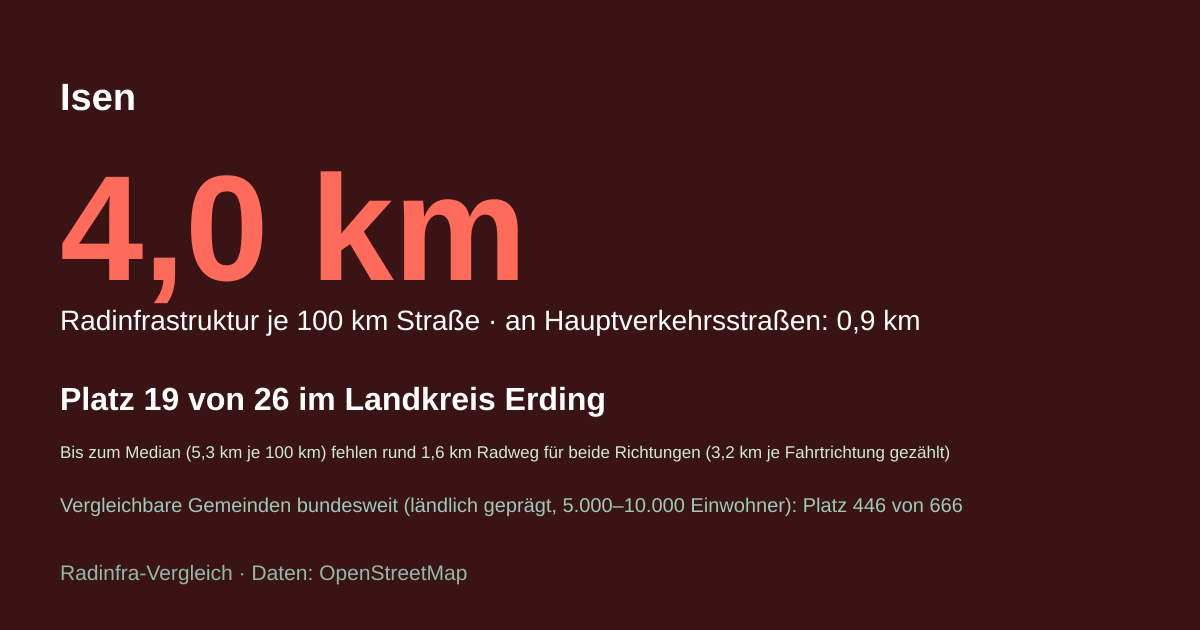 Isen
4,0 km
Radinfrastruktur je 100 km Straße · an Hauptverkehrsstraßen: 0,9 km
Platz 19 von 26 im Landkreis Erding
Bis zum Median (5,3 km je 100 km) fehlen rund 1,6 km Radweg für beide Richtungen (3,2 km je Fahrtrichtung gezählt)
Vergleichbare Gemeinden bundesweit (ländlich geprägt, 5.000–10.000 Einwohner): Platz 446 von 666
Radinfra-Vergleich · Daten: OpenStreetMap